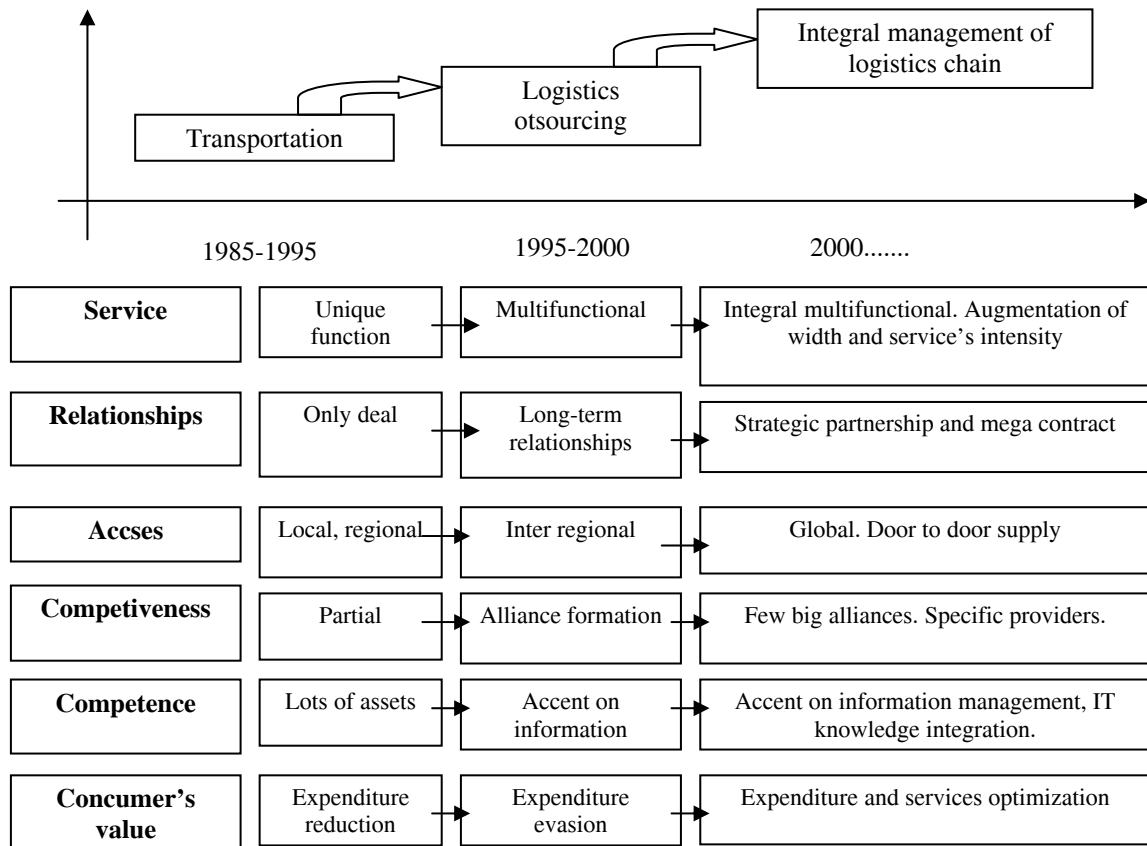 Integral management of
logistics chain
Logistics
otsourcing
Transportation
1985-1995
1995-2000
2000.......
Service
Unique
function
Multifunctional
Integral multifunctional. Augmentation of
width and service's intensity
Relationships
Only deal
Long-term
relationships
Strategic partnership and mega contract
Accses
Local, regional
Inter regional
Global. Door to door supply
Competiveness
Partial
Alliance formation
Few big alliances. Specific providers.
Competence
Lots of assets
Accent on
information
Accent on information management, IT
knowledge integration.
Concumer's
value
Expenditure
reduction
Expenditure
evasion
Expenditure and services optimization